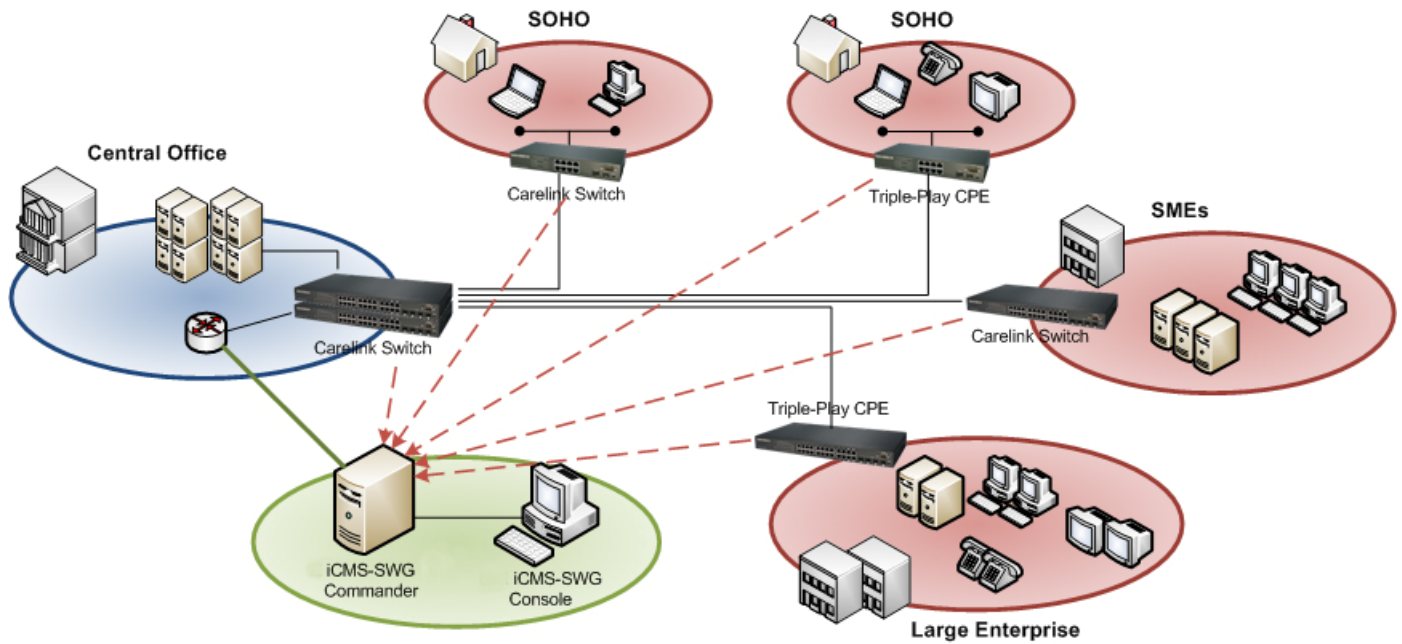 SOHO
SOHO
Central Office
Carelink Switch
Triple-Play CPE
SMEs
Carelink Switch
Carelink Switch
Triple-Play CPE
iCMS-SWG
Commander
iCMS-SWG
Console
Large Enterprise